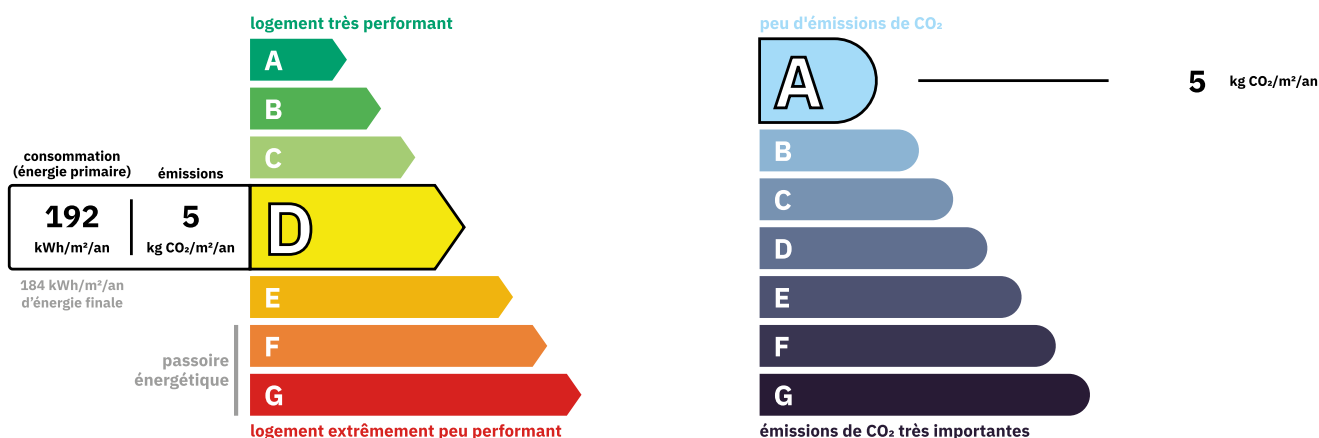 logement très performant
A
B
C
consommation
(énergie primaire)
émissions
192
kWh/m²/an
5
kg CO₂/m²/an
D
184 kWh/m²/an
d'énergie finale
E
passoire
énergétique
F
G
logement extrêmement peu performant
peu d'émissions de CO₂
A
5 kg CO₂/m²/an
B
C
D
E
F
G
émissions de CO₂ très importantes